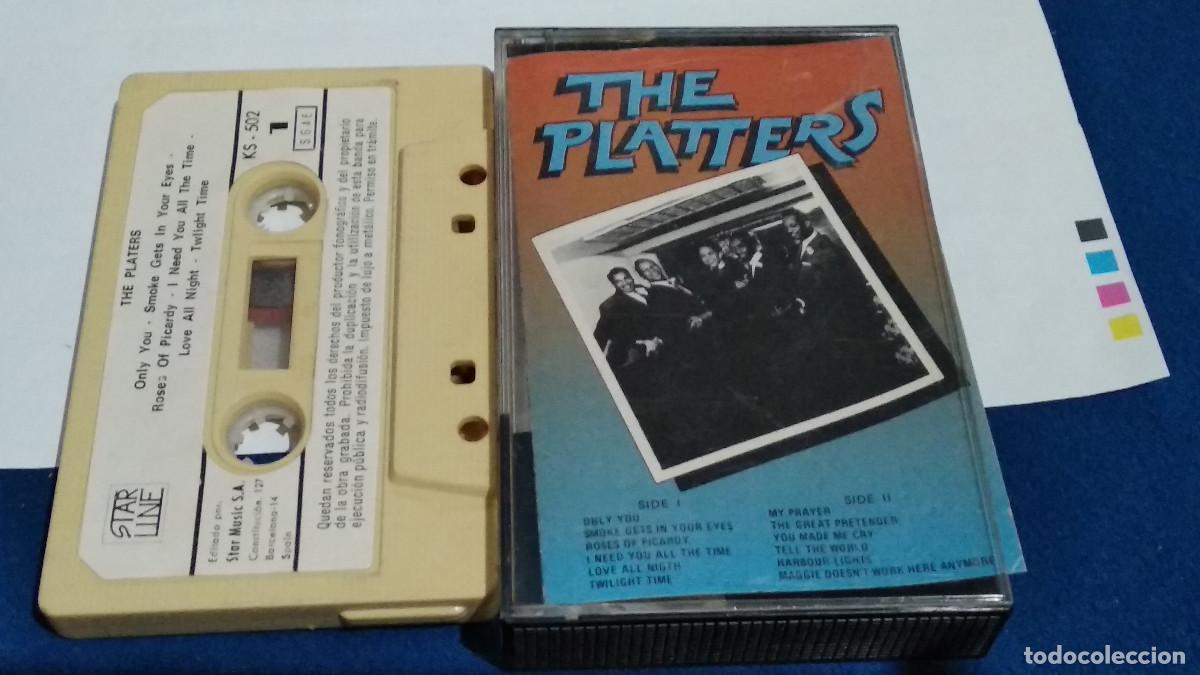 THE PLATERS
Only You - Smoke Gets In Your Eyes -
Roses Of Picardy - I Need You All The Time -
Love All Night - Twlight Time
KS - 502
1
SGAE
Quedan reservados todos los derechos del productor fonográfico y del propietario
de la obra grabada. Prohibida la duplicación y la utilización de esta banda para
ejecución pública y radiodifusión. Impuesto de lujo a metálico. Permiso en trámite.
STAR
LINE
Editado por:
Star Music S.A.
Constitución, 127
Barcelona-14
Spain
THE
PLATTERS
SIDE I
ONLY YOU
SMOKE GETS IN YOUR EYES
ROSES OF PICARDY
I NEED YOU ALL THE TIME
LOVE ALL NIGTH
TWILIGHT TIME
SIDE II
MY PRAYER
THE GREAT PRETENDER
YOU MADE ME CRY
TELL THE WORLD
HARBOUR LIGHTS
MAGGIE DOESN'T WORK HERE ANYMORE
todocoleccion